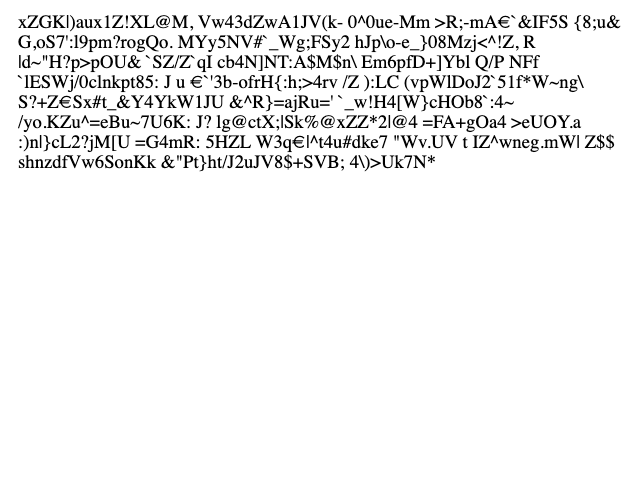 xZGK|)aux1Z!XL@M, Vw43dZwA1JV(k- 0^0ue-Mm >R;-mA€`&IF5S {8;u&
G,oS7':l9pm?rogQo. MYy5NV#`_Wg;FSy2 hJp\o-e_}08Mzj<^!Z, R
|d~"H?p>pOU& `SZ/Z`qI cb4N]NT:A$M$n\ Em6pfD+]Ybl Q/P NFf
`lESWj/0clnkpt85: J u €`'3b-ofrH{:h;>4rv /Z ):LC (vpWlDoJ2`51f*W~ng\
S?+Z€Sx#t_&Y4YkW1JU &^R}=ajRu='`_w!H4[W}cHOb8`:4~
/yo.KZu^=eBu~7U6K: J? lg@ctX;|Sk%@xZZ*2|@4 =FA+gOa4 >eUOY.a
:)n|}cL2?jM[U =G4mR: 5HZL W3q€|^t4u#dke7 "Wv.UV t IZ^wneg.mW| Z$$
shnzdfVw6SonKk &"Pt}ht/J2uJV8$+SVB; 4\)>Uk7N*